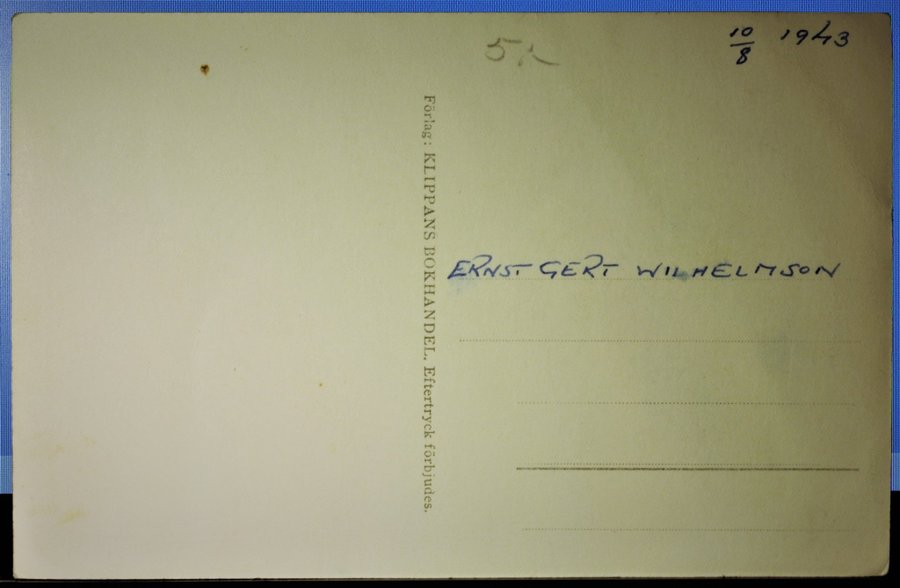 5:-
10/8 1943
Förlag: KLIPPANS BOKHANDEL. Eftertryck förbjudes.
ERNST GERT WILHELMSON